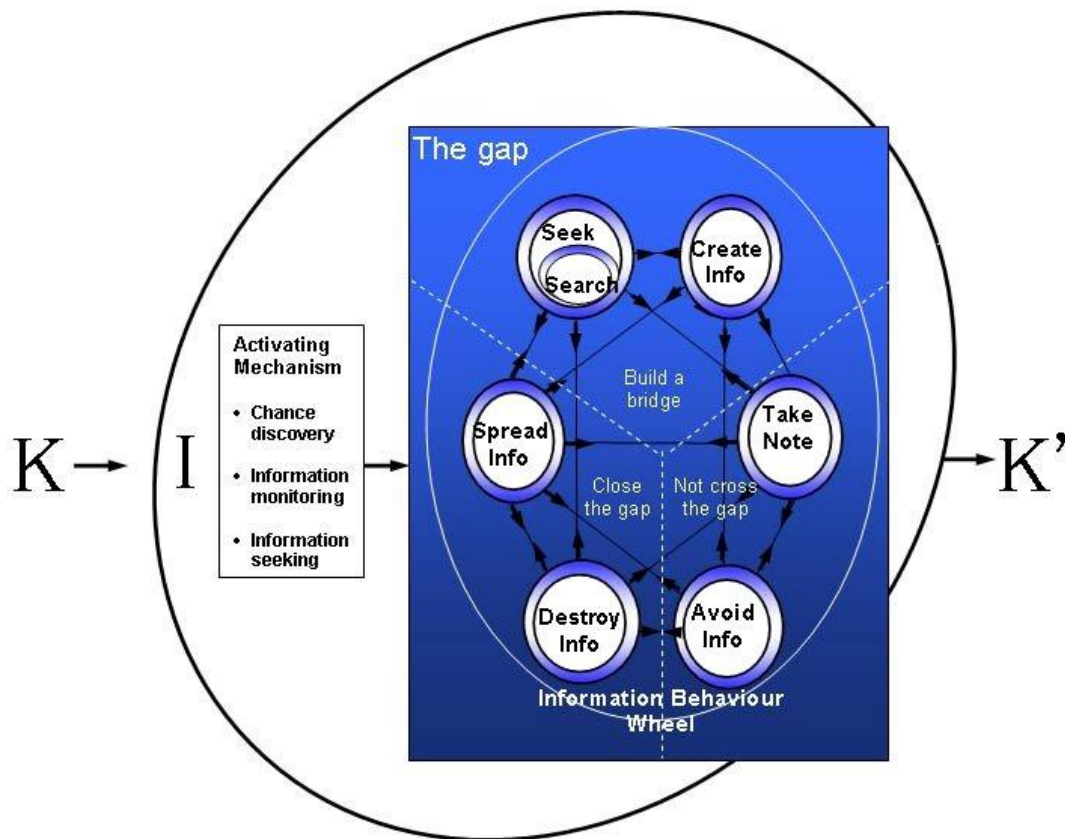 The gap
Seek
Search
Create
Info
Activating
Mechanism
• Chance
discovery
• Information
monitoring
• Information
seeking
Build a
bridge
Spread
Info
Take
Note
K
I
K'
Close
the gap
Not cross
the gap
Destroy
Info
Avoid
Info
Information Behaviour
Wheel